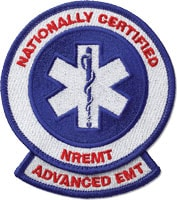 NATIONALLY CERTIFIED
NREMT
ADVANCED EMT